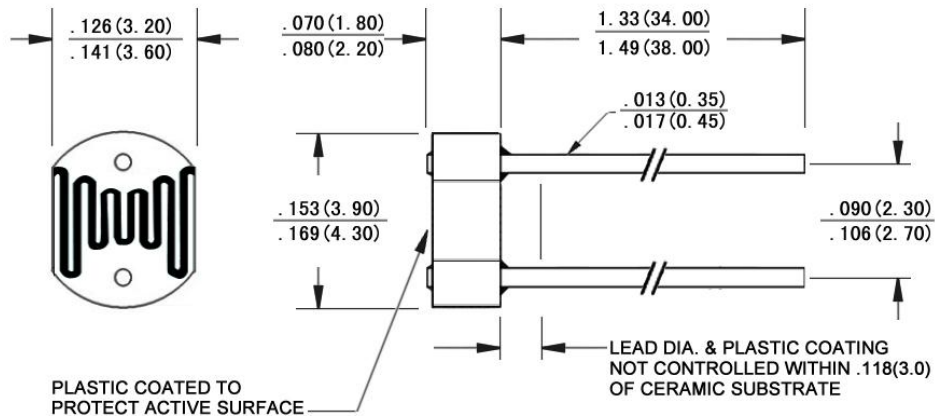 .126(3.20)
.141(3.60)
.070(1.80)
.080(2.20)
1.33(34.00)
1.49(38.00)
.013(0.35)
.017(0.45)
.153(3.90)
.169(4.30)
.090(2.30)
.106(2.70)
LEAD DIA. & PLASTIC COATING
NOT CONTROLLED WITHIN .118(3.0)
OF CERAMIC SUBSTRATE
PLASTIC COATED TO
PROTECT ACTIVE SURFACE